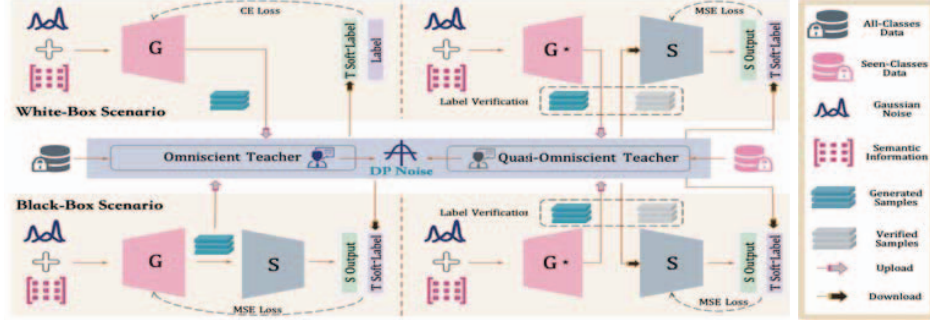 CE Loss
MSE Loss
G
T Soft-Label
Label
G *
S
S Output
T Soft-Label
Label Verification
White-Box Scenario
Omniscient Teacher
DP Noise
Quasi-Omniscient Teacher
Black-Box Scenario
Label Verification
G
S
S Output
T Soft-Label
G *
S
S Output
T Soft-Label
MSE Loss
MSE Loss
All-Classes
Data
Seen-Classes
Data
Gaussian
Noise
Semantic
Information
Generated
Samples
Verified
Samples
Upload
Download